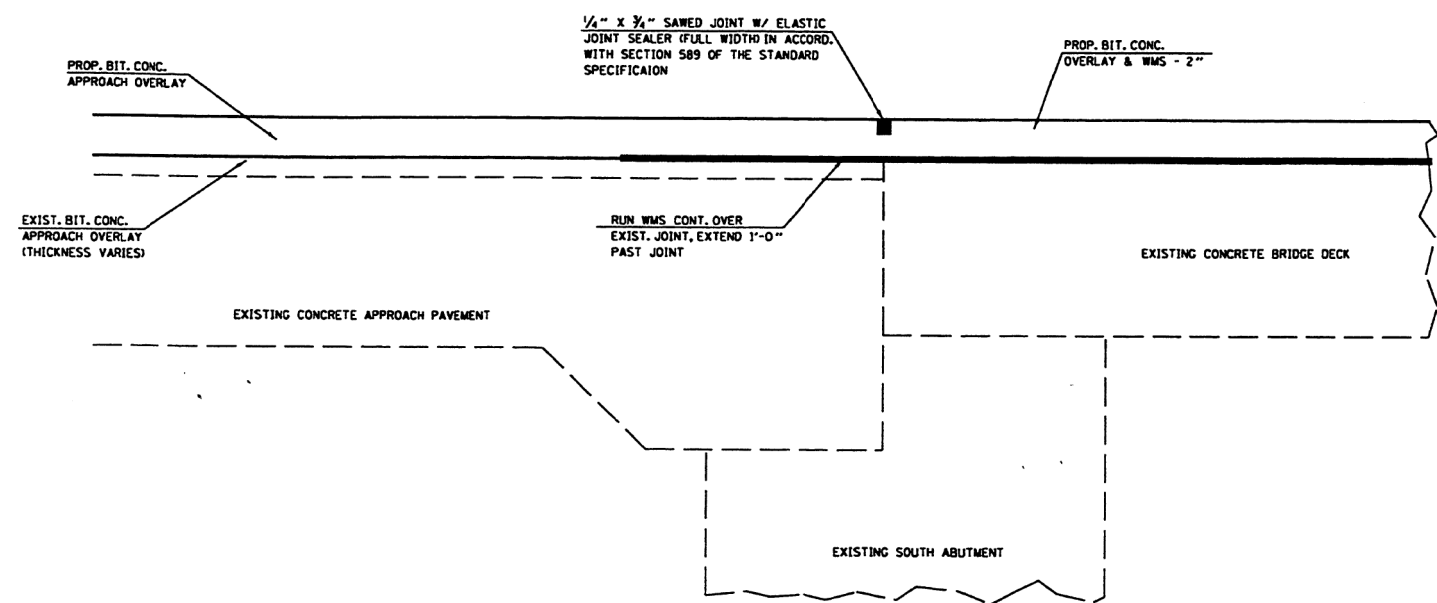 1/4" X 3/4" SAWED JOINT W/ ELASTIC
JOINT SEALER (FULL WIDTH) IN ACCORD.
WITH SECTION 589 OF THE STANDARD
SPECIFICAION
PROP. BIT. CONC.
OVERLAY & WMS - 2"
PROP. BIT. CONC.
APPROACH OVERLAY
EXIST. BIT. CONC.
APPROACH OVERLAY
(THICKNESS VARIES)
RUN WMS CONT. OVER
EXIST. JOINT, EXTEND 1'-0"
PAST JOINT
EXISTING CONCRETE BRIDGE DECK
EXISTING CONCRETE APPROACH PAVEMENT
EXISTING SOUTH ABUTMENT